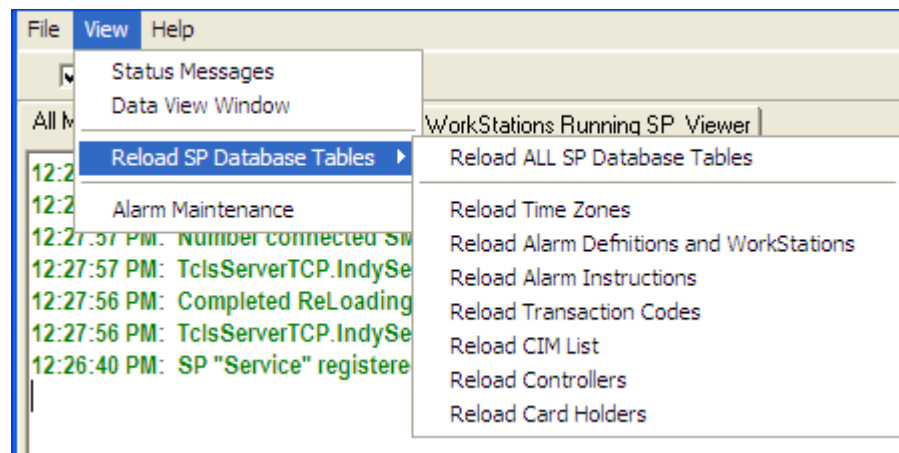 File View Help
Status Messages
Data View Window
All WorkStations Running SP_Viewer
Reload SP Database Tables
Reload ALL SP Database Tables
Alarm Maintenance
Reload Time Zones
Reload Alarm Defnitions and WorkStations
Reload Alarm Instructions
Reload Transaction Codes
Reload CIM List
Reload Controllers
Reload Card Holders
12:2
12:2
12:27:57 PM: Number connected
12:27:57 PM: TclsServerTCP.IndySe
12:27:56 PM: Completed ReLoading
12:27:56 PM: TclsServerTCP.IndySe
12:26:40 PM: SP "Service" registere